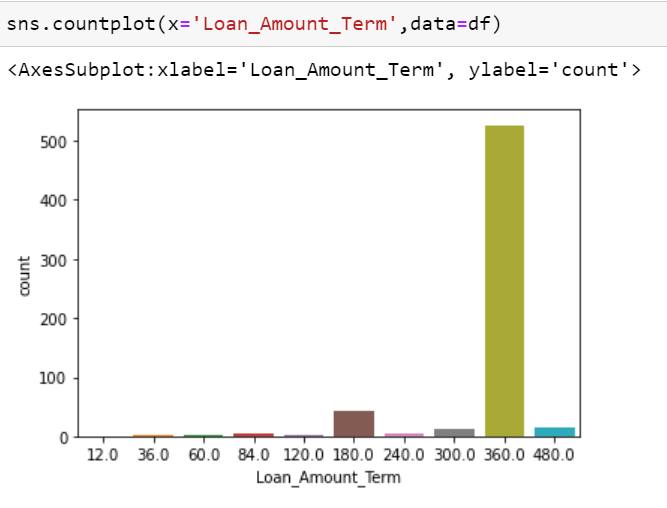 sns.countplot(x='Loan_Amount_Term',data=df)
<AxesSubplot:xlabel='Loan_Amount_Term', ylabel='count'>
500
400
300
200
100
0
count
12.0 36.0 60.0 84.0 120.0 180.0 240.0 300.0 360.0 480.0
Loan_Amount_Term